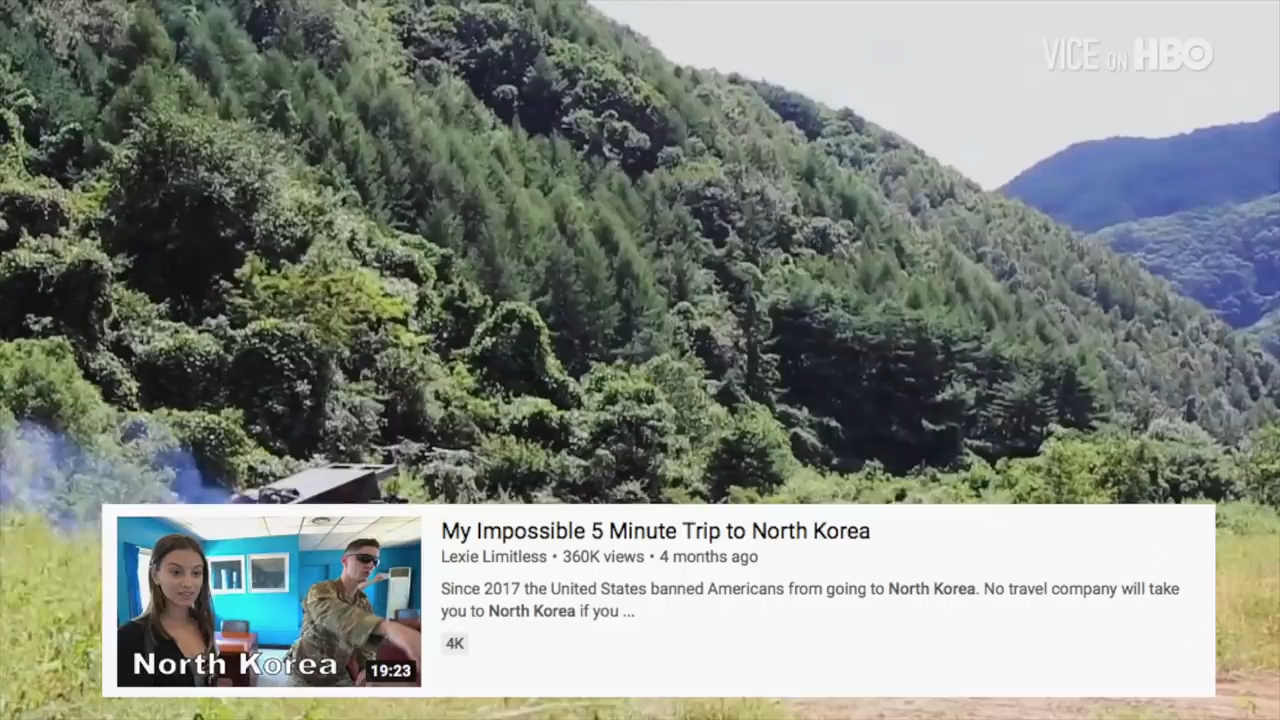 VICE ON HBO
My Impossible 5 Minute Trip to North Korea
Lexie Limitless • 360K views • 4 months ago
Since 2017 the United States banned Americans from going to North Korea. No travel company will take
you to North Korea if you ...
4K
North Korea
19:23